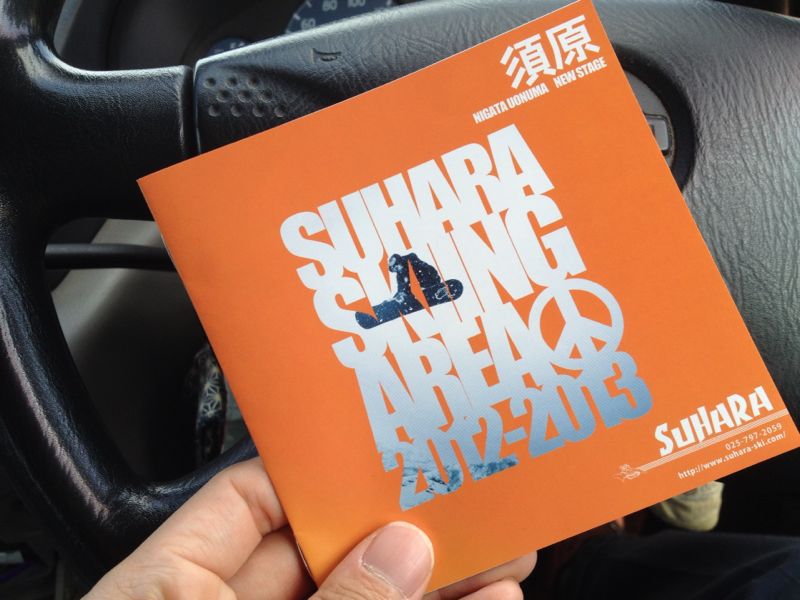 須原
NIGATA UONUMA NEW STAGE
SUHARA
SKIING
AREA
2012-2013
SUHARA
025-797-2059
http://www.suhara-ski.com/